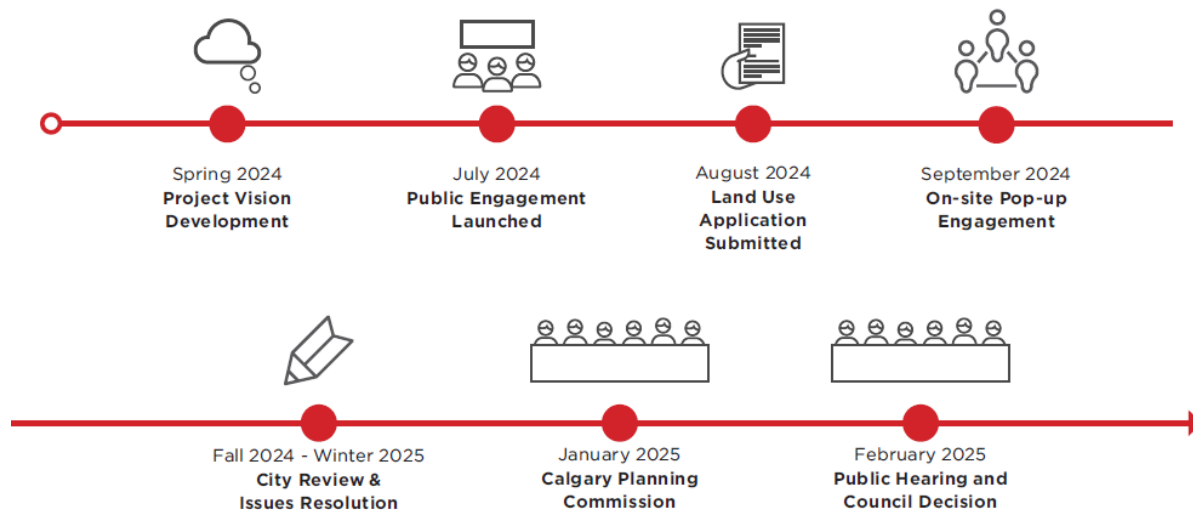 Spring 2024
Project Vision
Development
July 2024
Public Engagement
Launched
August 2024
Land Use
Application
Submitted
September 2024
On-site Pop-up
Engagement
Fall 2024 - Winter 2025
City Review &
Issues Resolution
January 2025
Calgary Planning
Commission
February 2025
Public Hearing and
Council Decision